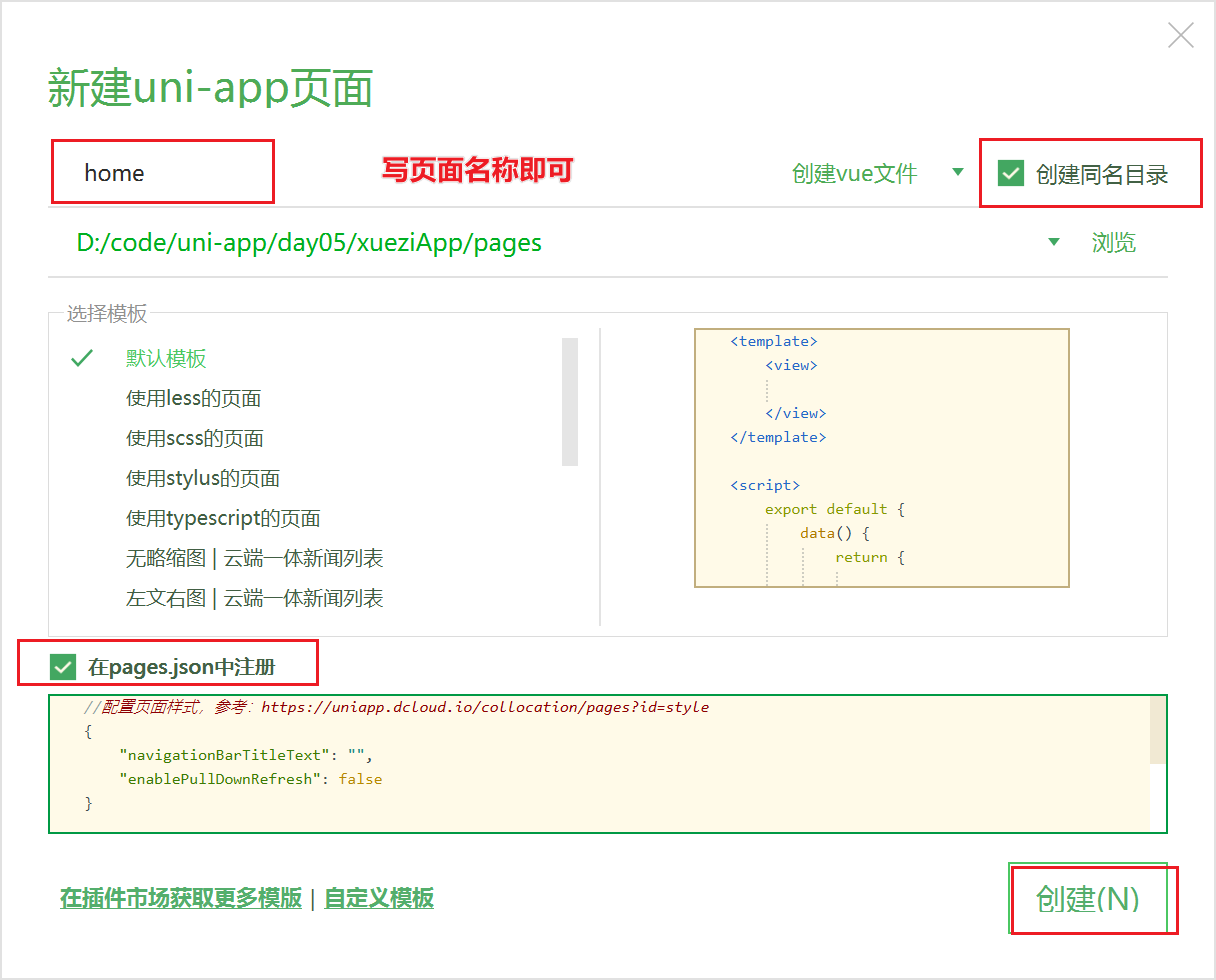 新建uni-app页面
home 写页面名称即可 创建vue文件 创建同名目录
D:/code/uni-app/day05/xueziApp/pages 浏览
选择模板
默认模板
使用less的页面
使用scss的页面
使用stylus的页面
使用typescript的页面
无略缩图 | 云端一体新闻列表
左文右图 | 云端一体新闻列表
<template>
<view>
</view>
</template>
<script>
export default {
data() {
return {
在pages.json中注册
//配置页面样式，参考：https://uniapp.dcloud.io/collocation/pages?id=style
{
"navigationBarTitleText": "",
"enablePullDownRefresh": false
}
在插件市场获取更多模版 | 自定义模板
创建(N)